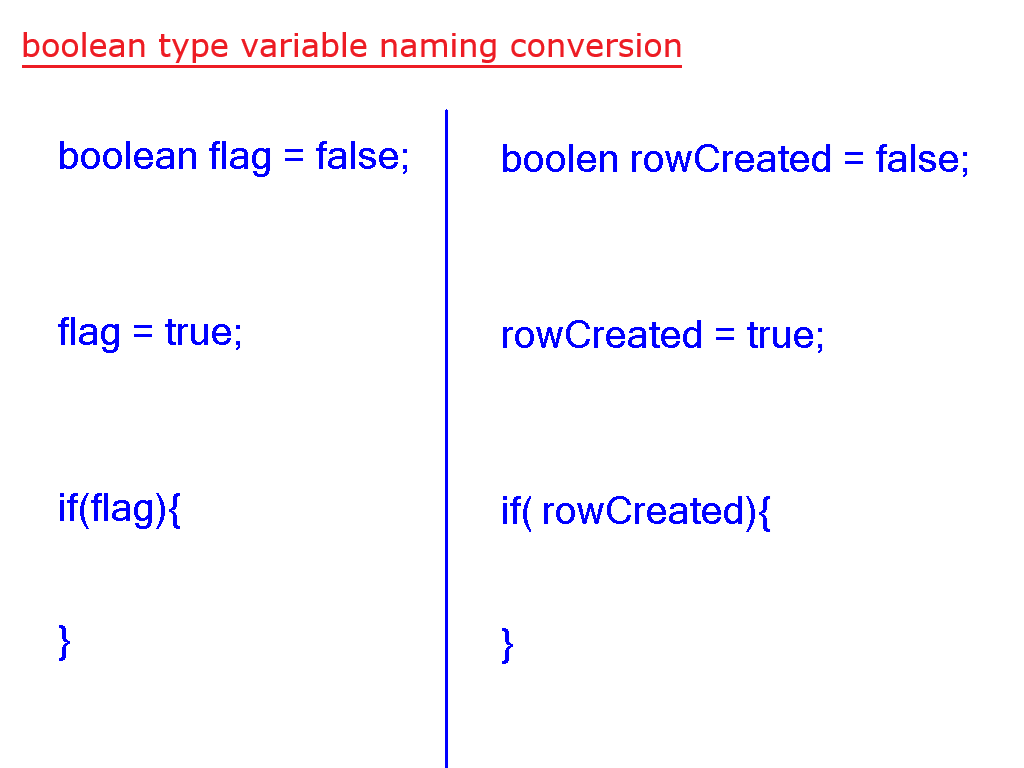 boolean type variable naming conversion
boolean flag = false;
flag = true;
if(flag){
}
boolen rowCreated = false;
rowCreated = true;
if( rowCreated){
}